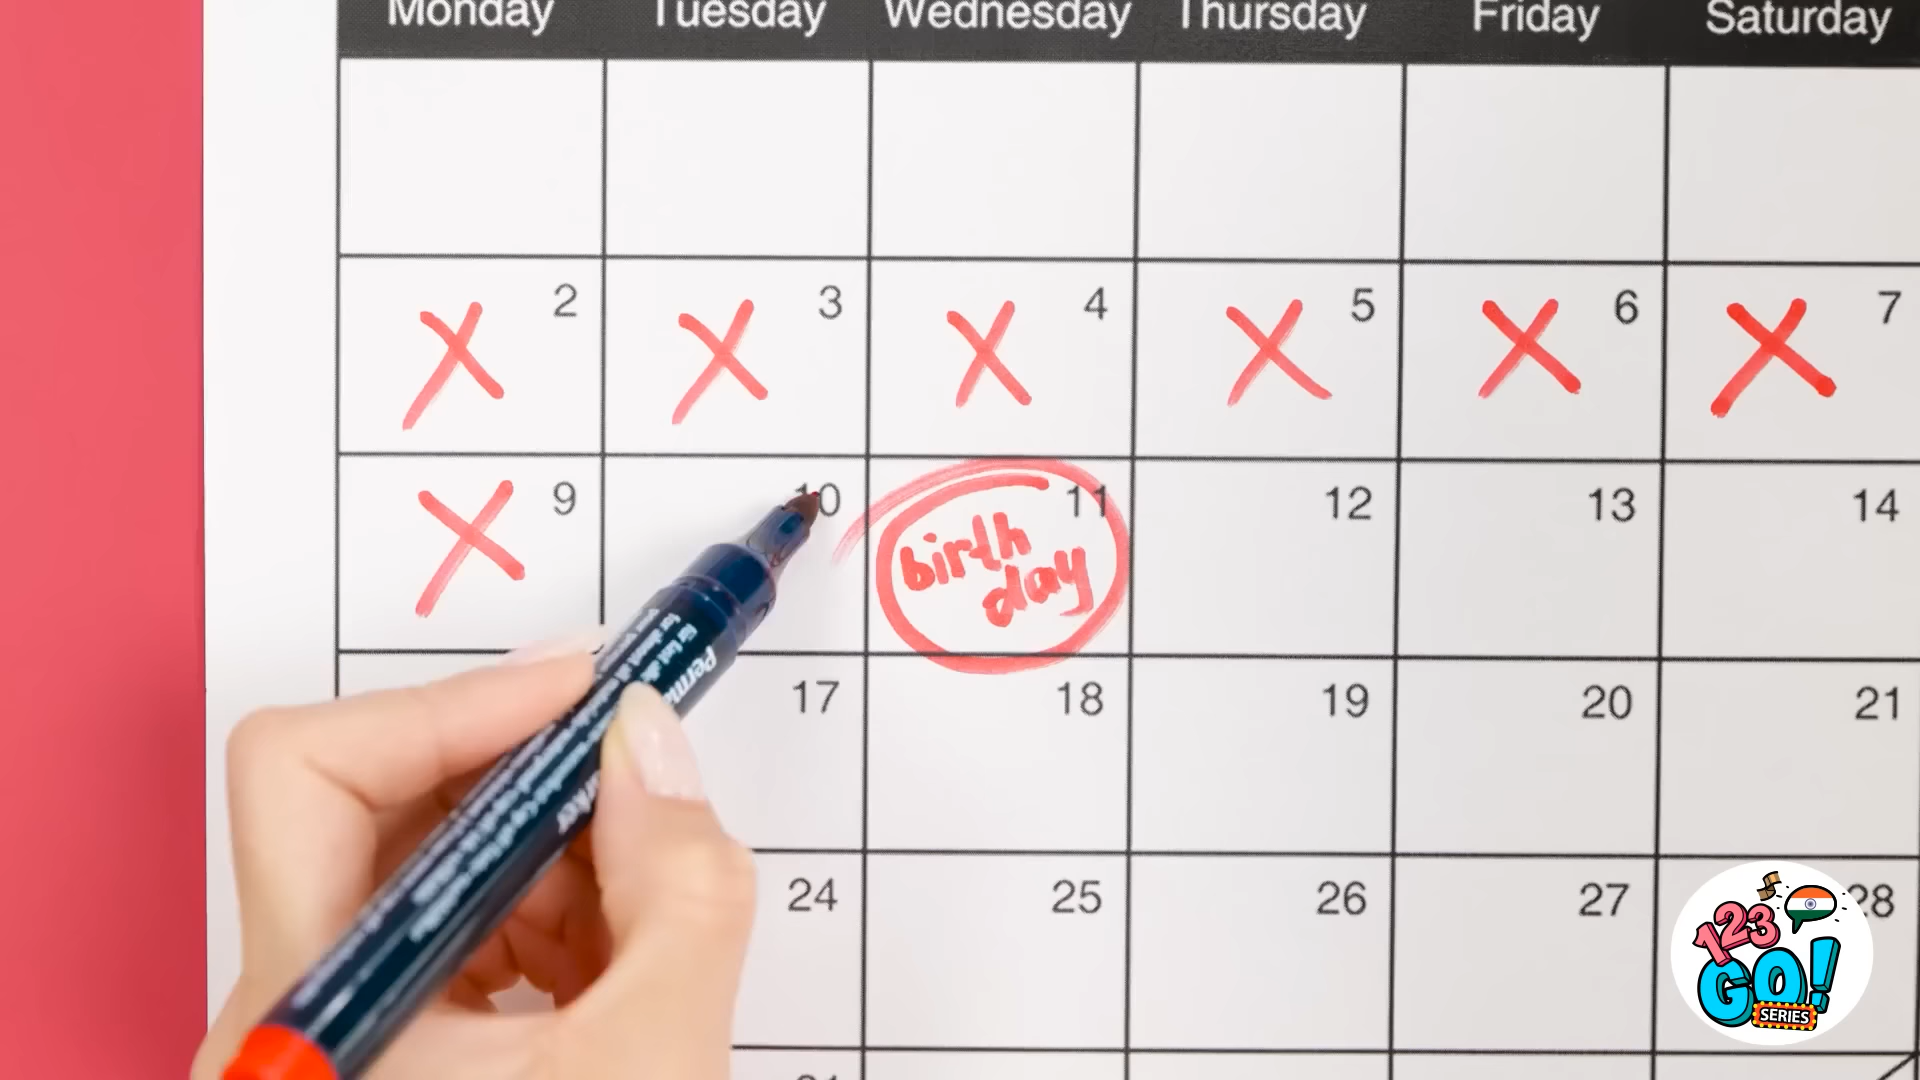 Monday Tuesday Wednesday Thursday Friday Saturday
2 3 4 5 6 7
9 10 11 12 13 14
birth
day
17 18 19 20 21
24 25 26 27 28
Perma
123
GO!
SERIES